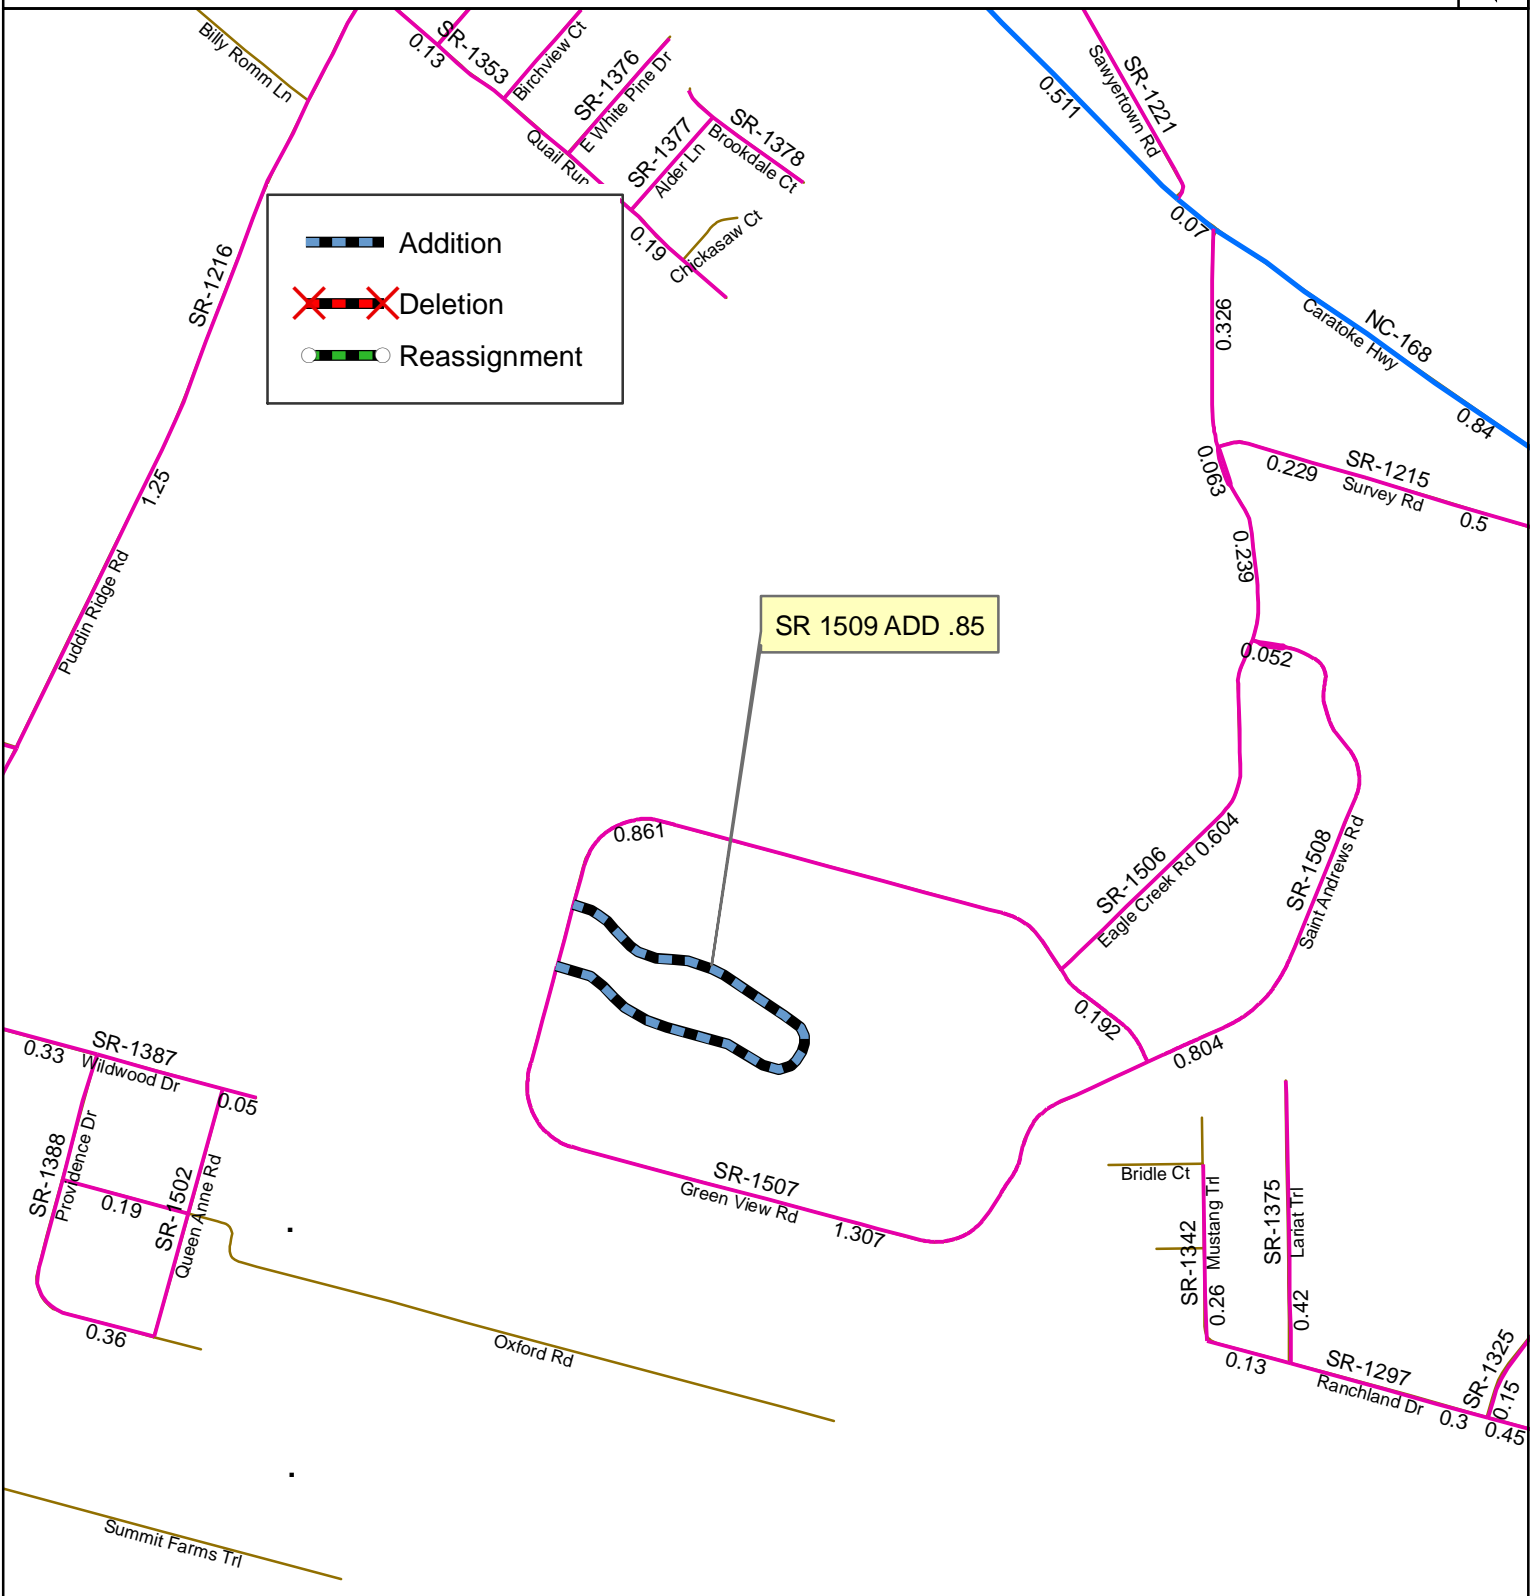 Billy Romm Ln
0.13
SR-1353
Birchview Ct
SR-1376
E White Pine Dr
Quail Run
SR-1377
Alder Ln
SR-1378
Brookdale Ct
0.19
Chickasaw Ct
0.511
SR-1221
Sawyertown Rd
0.07
SR-1216
Addition
Deletion
Reassignment
0.326
NC-168
Caratoke Hwy
0.84
0.063
0.229
SR-1215
Survey Rd
0.5
1.25
0.239
Puddin Ridge Rd
SR 1509 ADD .85
0.052
0.861
0.604
SR-1506
Eagle Creek Rd
SR-1508
Saint Andrews Rd
0.192
0.804
0.33
SR-1387
Wildwood Dr
0.05
SR-1388
Providence Dr
0.19
SR-1502
Queen Anne Rd
SR-1507
Green View Rd
1.307
Bridle Ct
SR-1342
Mustang Trl
0.26
SR-1375
Lariat Trl
0.42
0.36
Oxford Rd
0.13
SR-1297
Ranchland Dr
0.3
SR-1325
0.15
0.45
Summit Farms Trl